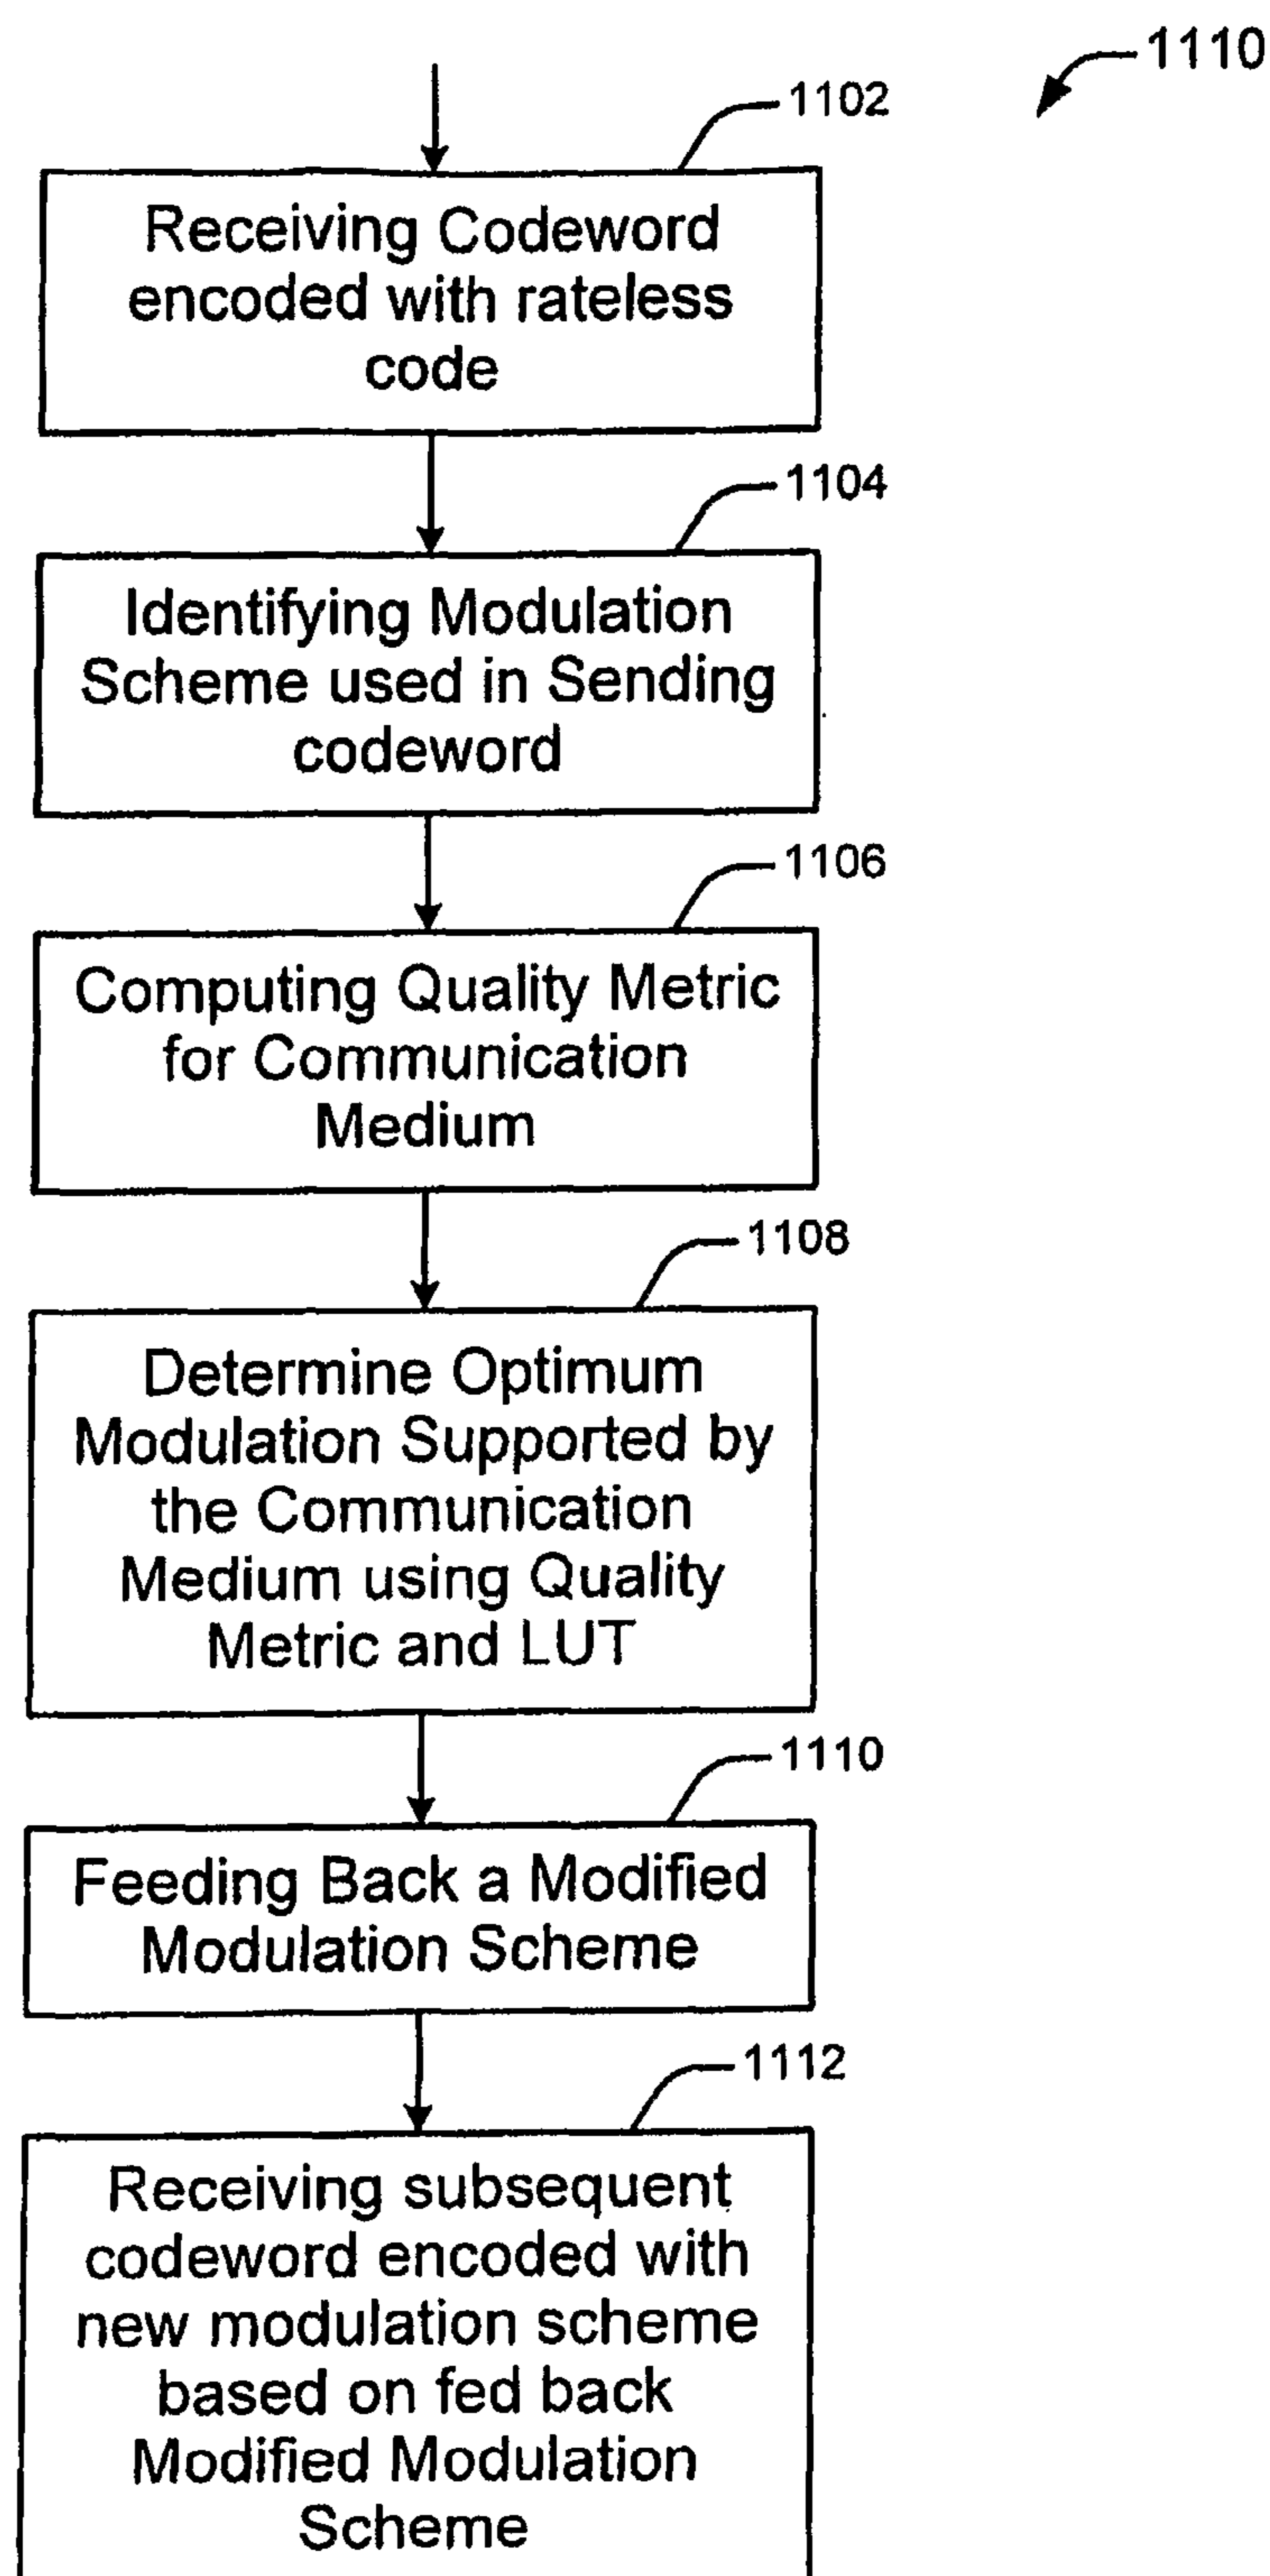 1110
1102
Receiving Codeword
encoded with rateless
code
1104
Identifying Modulation
Scheme used in Sending
codeword
1106
Computing Quality Metric
for Communication
Medium
1108
Determine Optimum
Modulation Supported by
the Communication
Medium using Quality
Metric and LUT
1110
Feeding Back a Modified
Modulation Scheme
1112
Receiving subsequent
codeword encoded with
new modulation scheme
based on fed back
Modified Modulation
Scheme